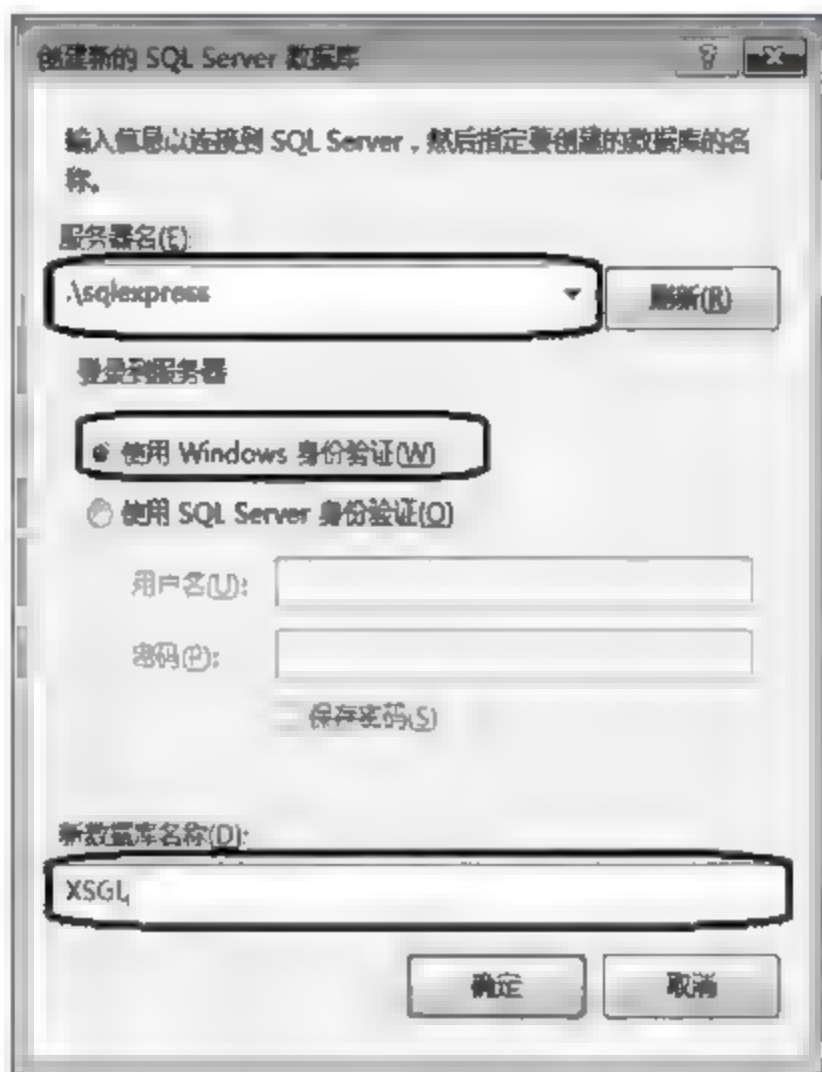 创建新的 SQL Server 数据库
输入信息以连接到 SQL Server，然后指定要创建的数据库的名
称。
服务器名(E):
.\sqlexpress
刷新(R)
登录到服务器
使用 Windows 身份验证(W)
使用 SQL Server 身份验证(Q)
用户名(U):
密码(P):
保存密码(S)
新数据库名称(D):
XSGL
确定
取消